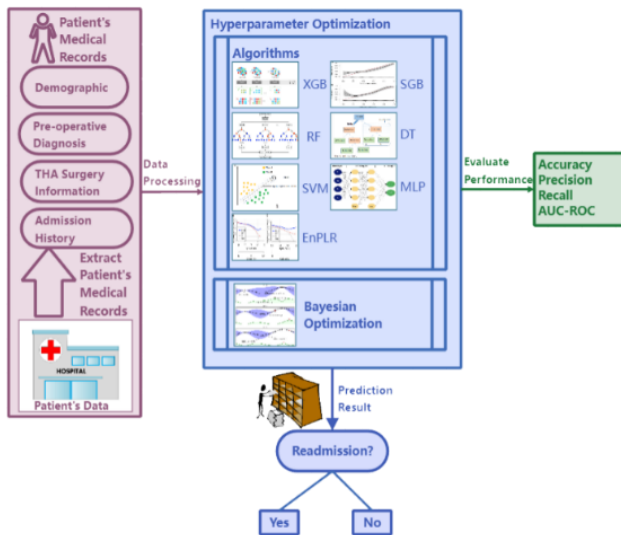 Patient's
Medical
Records
Demographic
Pre-operative
Diagnosis
THA Surgery
Information
Admission
History
Extract
Patient's
Medical
Records
HOSPITAL
Patient's Data
Data
Processing
Hyperparameter Optimization
Algorithms
XGB
SGB
RF
DT
SVM
MLP
EnPLR
Bayesian
Optimization
Evaluate
Performance
Accuracy
Precision
Recall
AUC-ROC
Prediction
Result
Readmission?
Yes
No